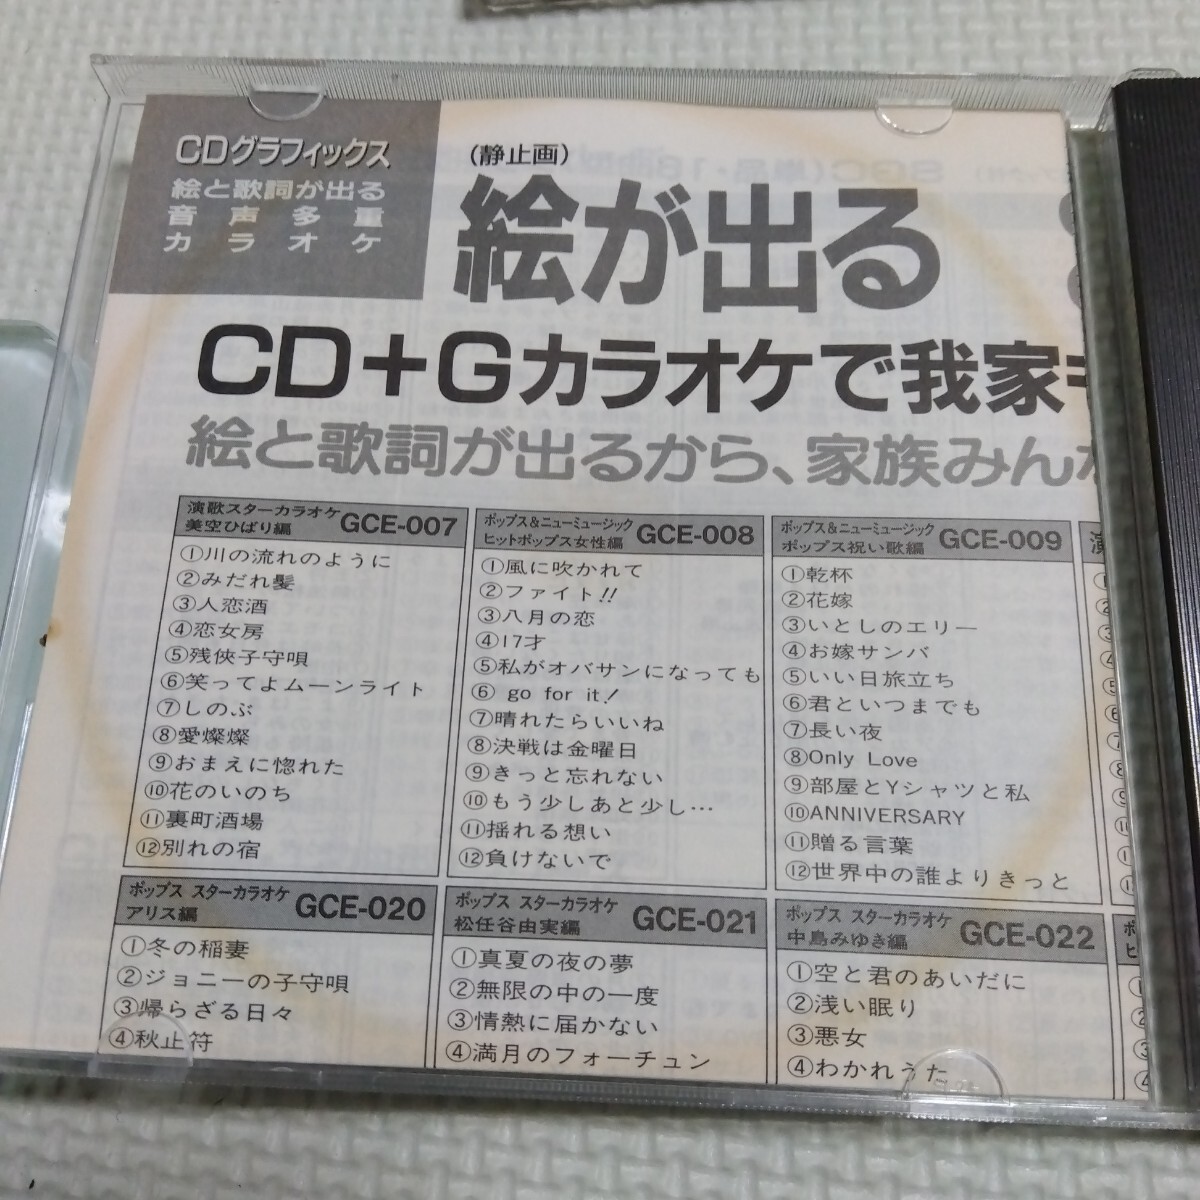 CDグラフィックス
絵と歌詞が出る
音声多重
カラオケ
(静止画)
絵が出る
CD+Gカラオケで我家も
絵と歌詞が出るから、家族みんな
演歌スターカラオケ
美空ひばり編 GCE-007
①川の流れのように
②みだれ髪
③人恋酒
④恋女房
⑤残侠子守唄
⑥笑ってよムーンライト
⑦しのぶ
⑧愛燦燦
⑨おまえに惚れた
⑩花のいのち
⑪裏町酒場
⑫別れの宿
ポップス&ニューミュージック
ヒットポップス女性編 GCE-008
①風に吹かれて
②ファイト!!
③八月の恋
④17才
⑤私がオバサンになっても
⑥go for it!
⑦晴れたらいいね
⑧決戦は金曜日
⑨きっと忘れない
⑩もう少しあと少し…
⑪揺れる想い
⑫負けないで
ポップス&ニューミュージック
ポップス祝い歌編 GCE-009
①乾杯
②花嫁
③いとしのエリー
④お嫁サンバ
⑤いい日旅立ち
⑥君といつまでも
⑦長い夜
⑧Only Love
⑨部屋とYシャツと私
⑩ANNIVERSARY
⑪贈る言葉
⑫世界中の誰よりきっと
ポップス スターカラオケ
アリス編 GCE-020
①冬の稲妻
②ジョニーの子守唄
③帰らざる日々
④秋止符
ポップス スターカラオケ
松任谷由実編 GCE-021
①真夏の夜の夢
②無限の中の一度
③情熱に届かない
④満月のフォーチュン
ポップス スターカラオケ
中島みゆき編 GCE-022
①空と君のあいだに
②浅い眠り
③悪女
④わかれうた